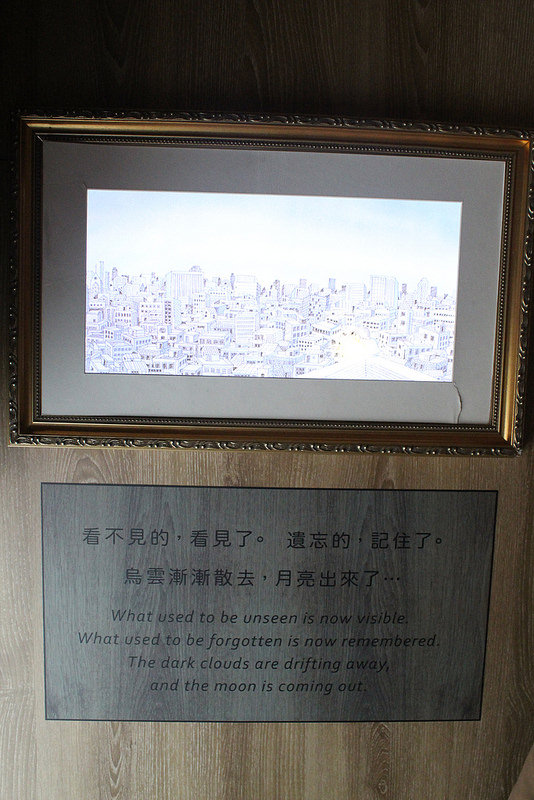 看不見的，看見了。 遺忘的，記住了。
烏雲漸漸散去，月亮出來了⋯
What used to be unseen is now visible.
What used to be forgotten is now remembered.
The dark clouds are drifting away,
and the moon is coming out.